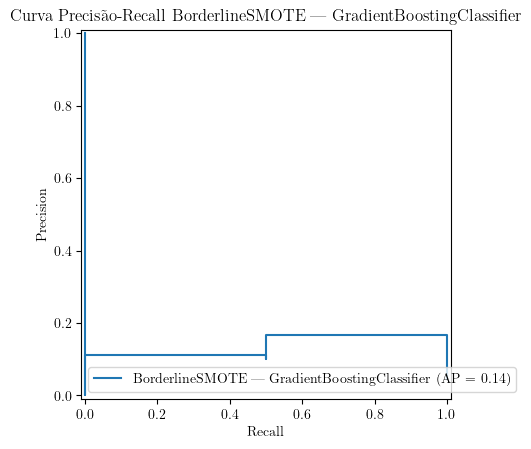 Curva Precisão-Recall BorderlineSMOTE — GradientBoostingClassifier
1.0
0.8
0.6
0.4
0.2
0.0
Precision
BorderlineSMOTE — GradientBoostingClassifier (AP = 0.14)
0.0 0.2 0.4 0.6 0.8 1.0
Recall